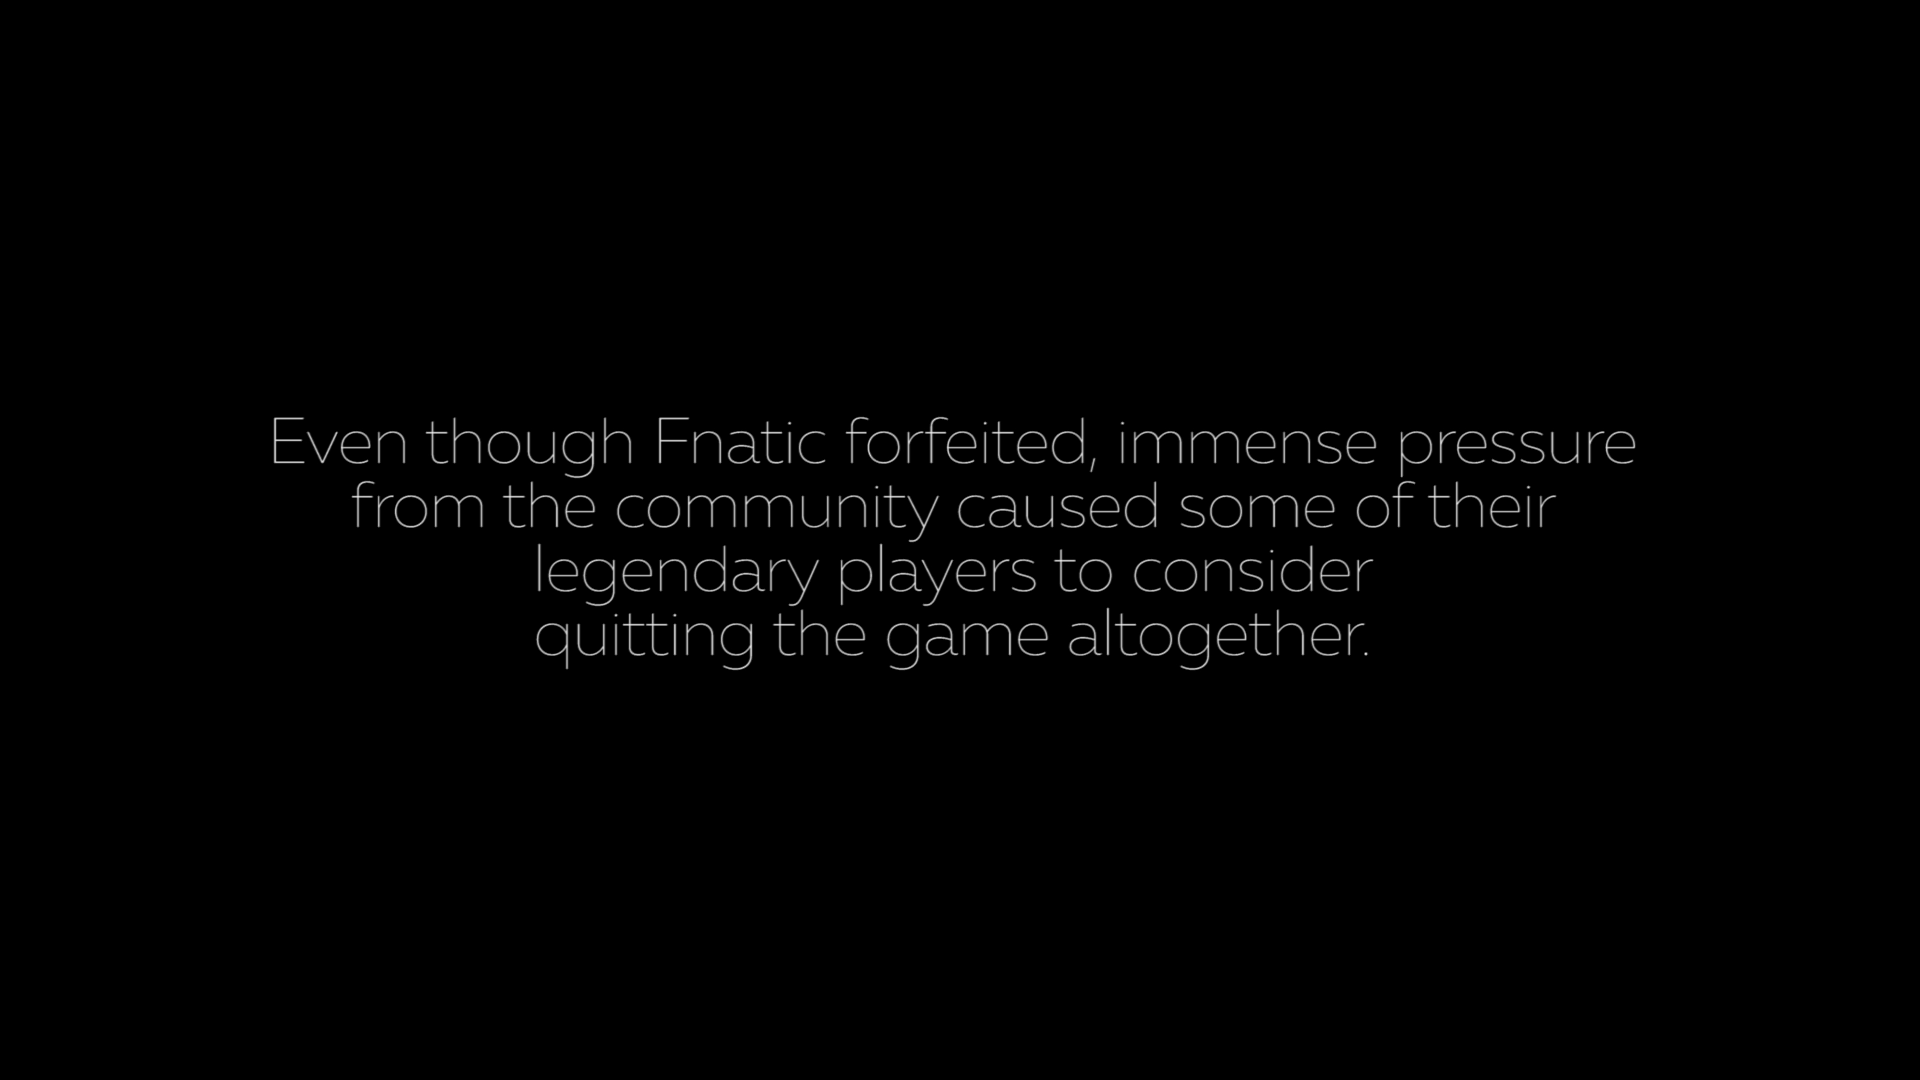 Even though Fnatic forfeited, immense pressure
from the community caused some of their
legendary players to consider
quitting the game altogether.